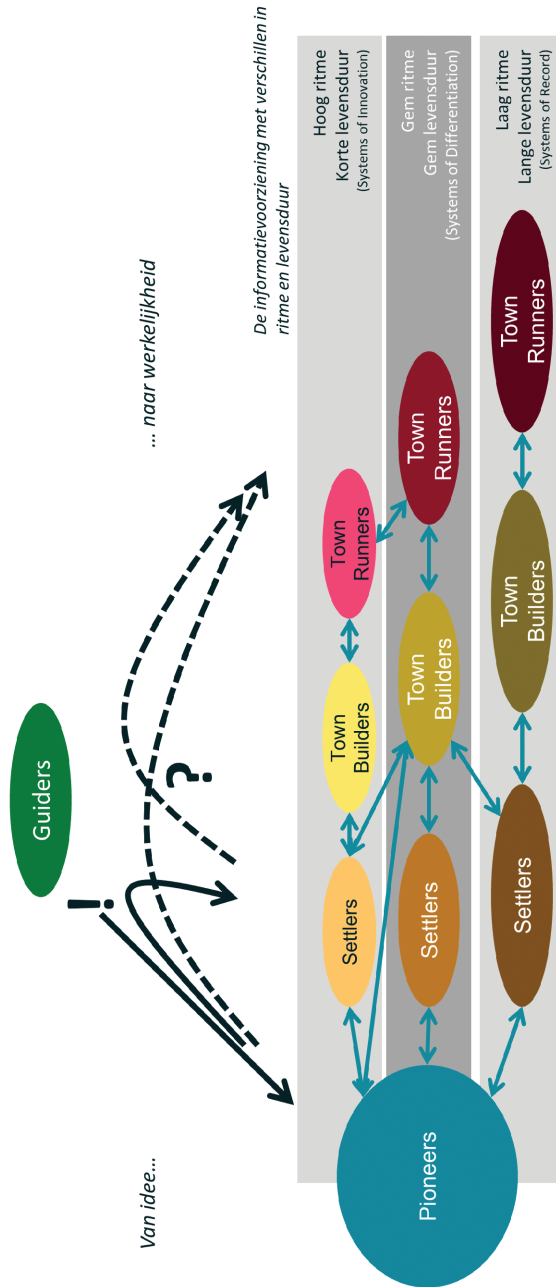 Guiders
Van idee...
... naar werkelijkheid
!
?
De informatievoorziening met verschillen in
ritme en levensduur
Hoog ritme
Korte levensduur
(Systems of Innovation)
Settlers
Town
Builders
Town
Runners
Gem ritme
Gem levensduur
(Systems of Differentiation)
Pioneers
Settlers
Town
Builders
Town
Runners
Laag ritme
Lange levensduur
(Systems of Record)
Settlers
Town
Builders
Town
Runners